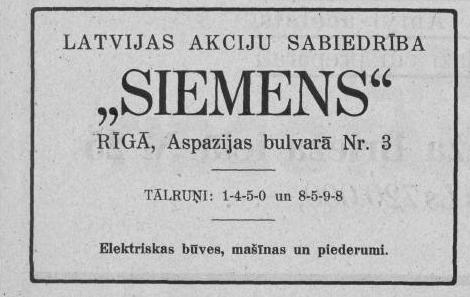 LATVIJAS AKCIJU SABIEDRĪBA
„SIEMENS“
RĪGĀ, Aspazijas bulvarā Nr. 3
TĀLRUŅI: 1-4-5-0 un 8-5-9-8
Elektriskas būves, mašīnas un piederumi.